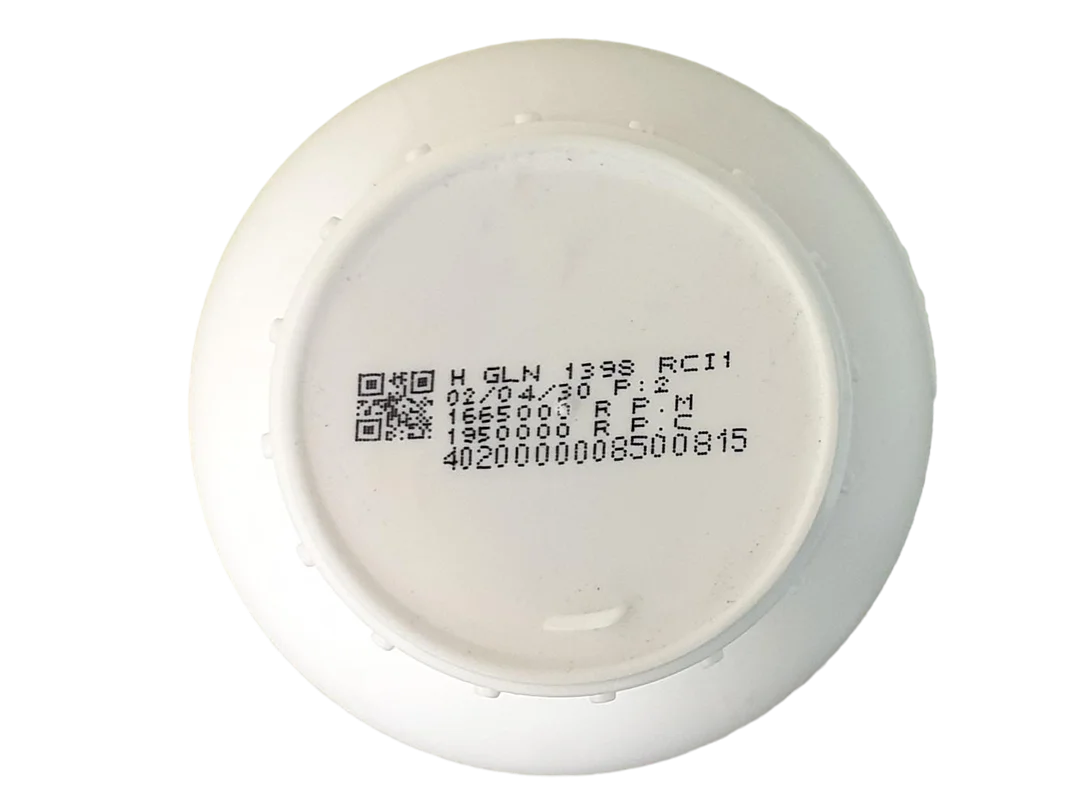 H GLN 1398 RCI1
02/04/30 P:2
1665000 R P.M
1950000 R P.C
4020000008500815